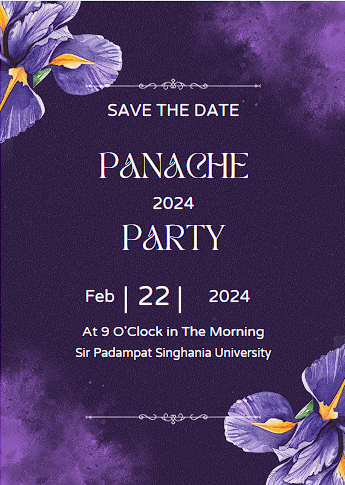 SAVE THE DATE
PANACHE
2024
PARTY
Feb | 22 | 2024
At 9 O'Clock in The Morning
Sir Padampat Singhania University